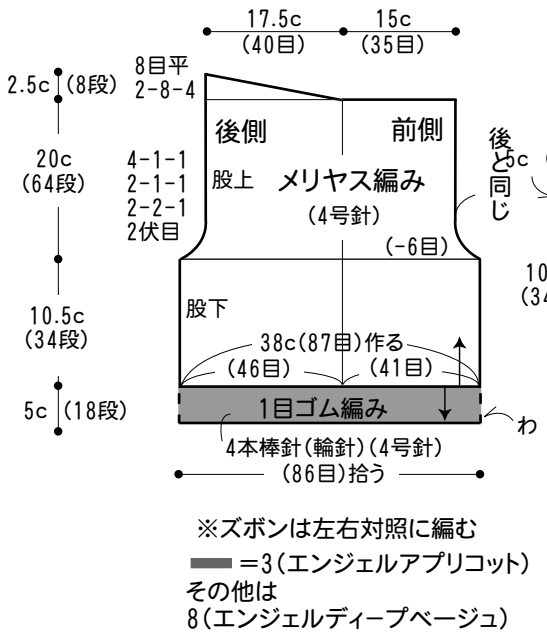 17.5c
(40目)
15c
(35目)
2.5c (8段)
8目平
2-8-4
後側
前側
20c
(64段)
4-1-1
2-1-1
2-2-1
2伏目
股上
メリヤス編み
(4号針)
後と同じ
5c
(-6目)
10
(34
股下
10.5c
(34段)
38c(87目)作る
(46目)
(41目)
5c (18段)
1目ゴム編み
わ
4本棒針(輪針)(4号針)
(86目)拾う
※ズボンは左右対照に編む
=3(エンジェルアプリコット)
その他は
8(エンジェルディープベージュ)